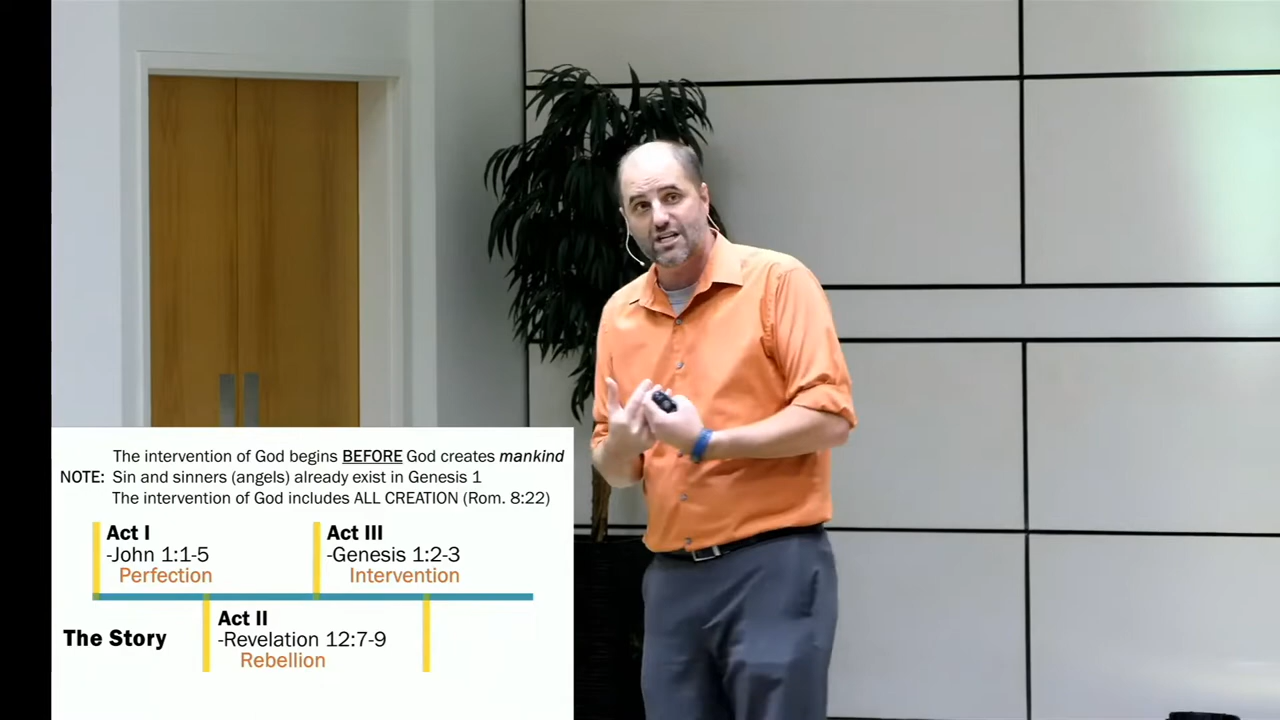 The intervention of God begins BEFORE God creates mankind
NOTE: Sin and sinners (angels) already exist in Genesis 1
The intervention of God includes ALL CREATION (Rom. 8:22)
Act I
-John 1:1-5
Perfection
Act III
-Genesis 1:2-3
Intervention
The Story
Act II
-Revelation 12:7-9
Rebellion